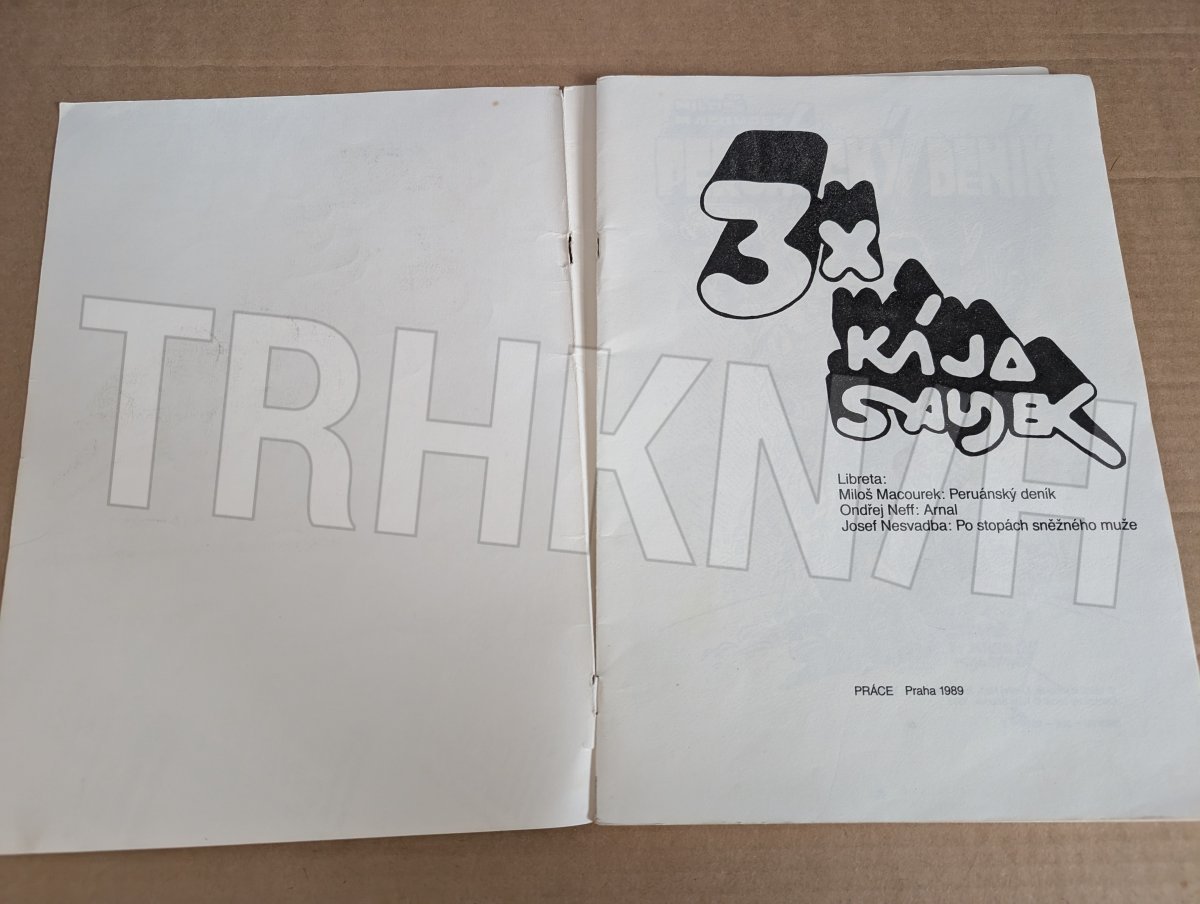 3x
KÁJA
SAUDEK
Libreta:
Miloš Macourek: Peruánský deník
Ondřej Neff: Arnal
Josef Nesvadba: Po stopách sněžného muže
PRÁCE Praha 1989
TRHKNIH